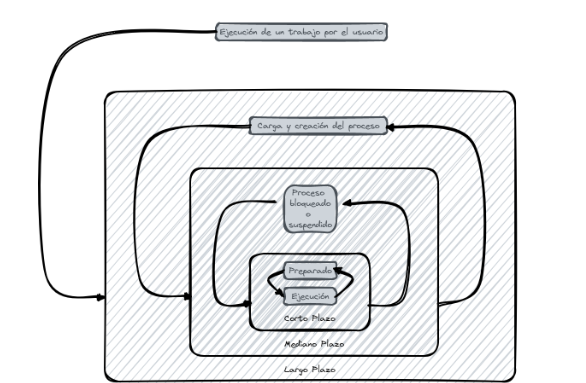 Ejecución de un trabajo por el usuario
Carga y creación del proceso
Proceso
bloqueado
o
suspendido
Preparado
Ejecución
Corto Plazo
Mediano Plazo
Largo Plazo